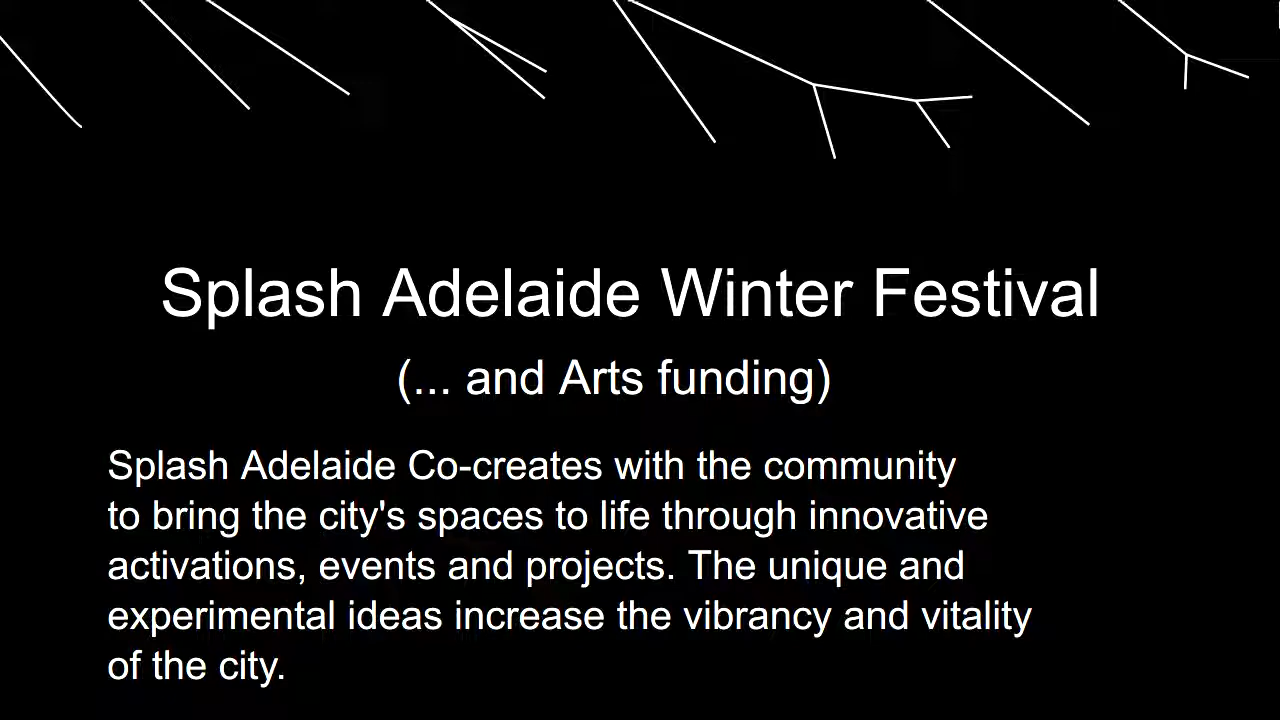 Splash Adelaide Winter Festival
(... and Arts funding)
Splash Adelaide Co-creates with the community
to bring the city's spaces to life through innovative
activations, events and projects. The unique and
experimental ideas increase the vibrancy and vitality
of the city.